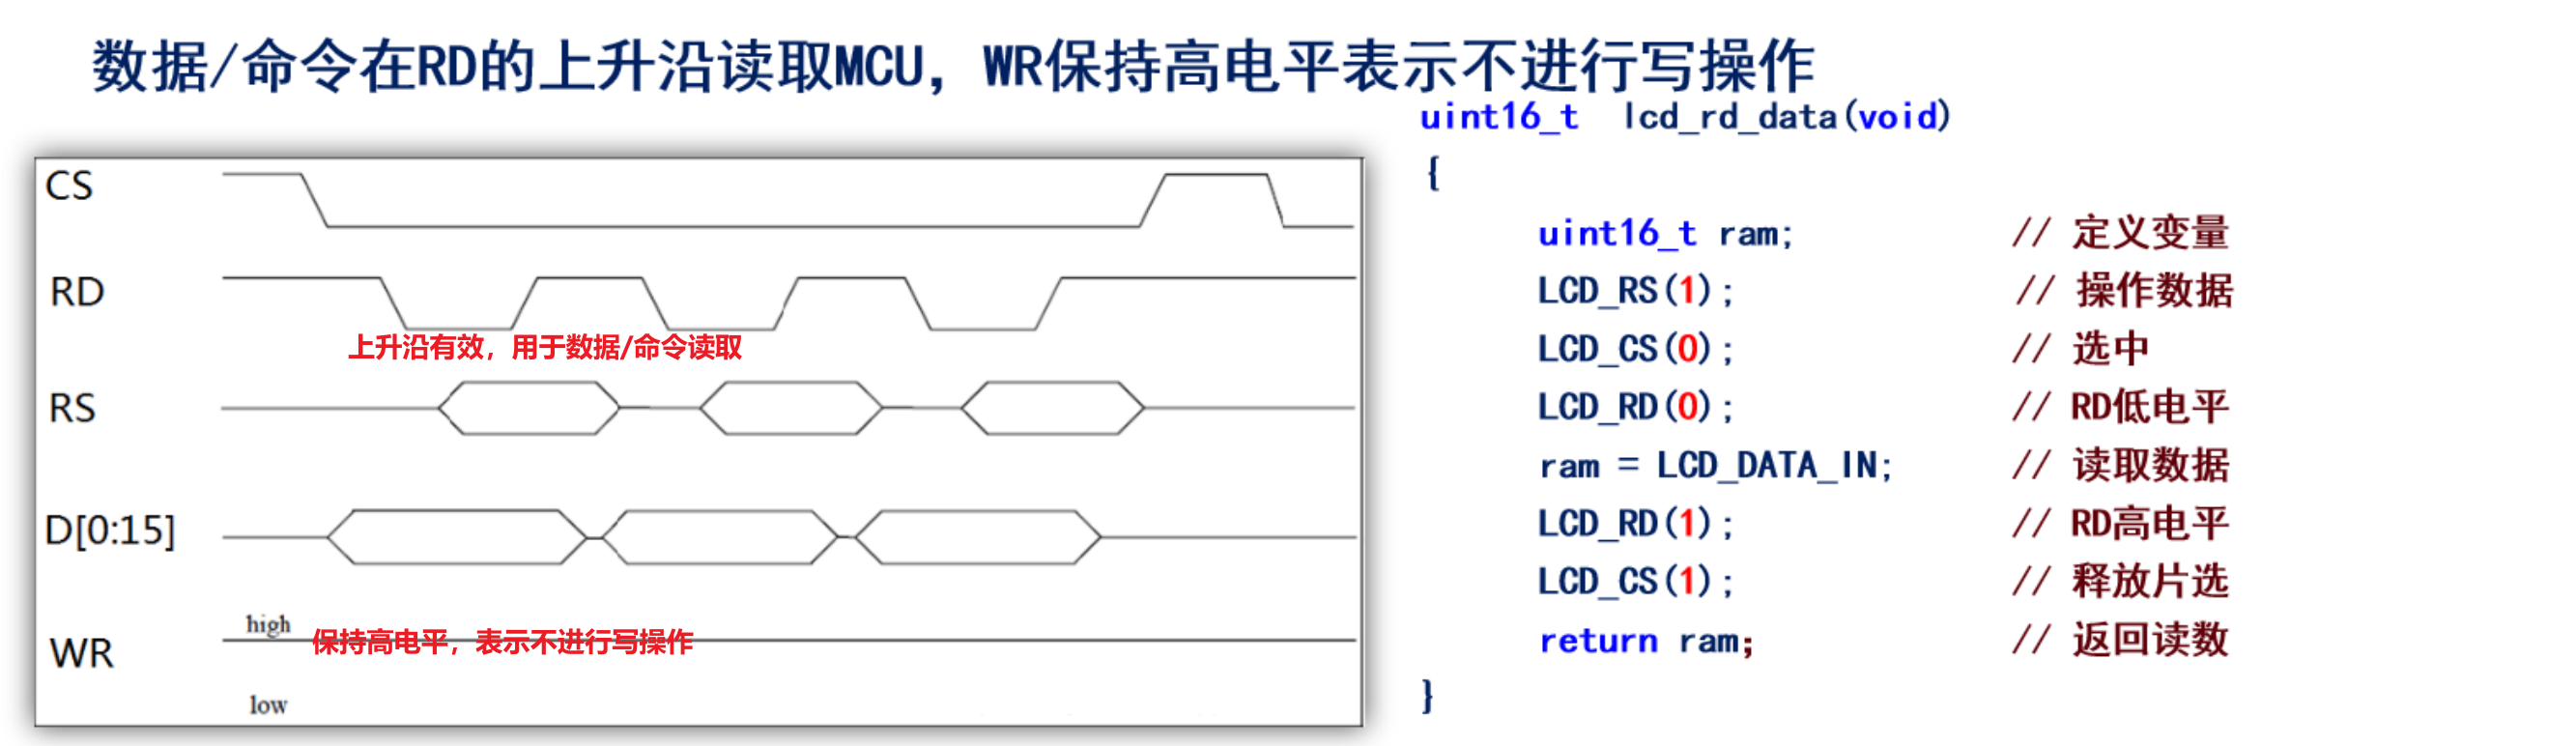 数据/命令在RD的上升沿读取MCU，WR保持高电平表示不进行写操作
CS
RD
上升沿有效，用于数据/命令读取
RS
D[0:15]
high
保持高电平，表示不进行写操作
WR
low
uint16_t lcd_rd_data(void)
{
uint16_t ram; // 定义变量
LCD_RS(1); // 操作数据
LCD_CS(0); // 选中
LCD_RD(0); // RD低电平
ram = LCD_DATA_IN; // 读取数据
LCD_RD(1); // RD高电平
LCD_CS(1); // 释放片选
return ram; // 返回读数
}